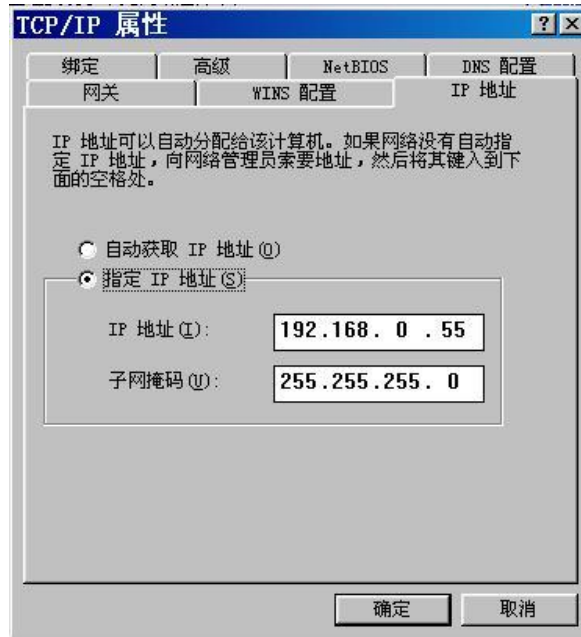 TCP/IP 属性
绑定 高级 NetBIOS DNS 配置
网关 WINS 配置 IP 地址
IP 地址可以自动分配给该计算机。如果网络没有自动指
定 IP 地址，向网络管理员索要地址，然后将其键入到下
面的空格处。
自动获取 IP 地址(O)
指定 IP 地址(S)
IP 地址(I): 192.168. 0 .55
子网掩码(U): 255.255.255. 0
确定 取消